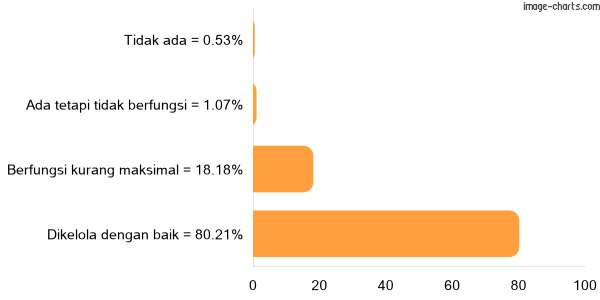 image-charts.com
Tidak ada = 0.53%
Ada tetapi tidak berfungsi = 1.07%
Berfungsi kurang maksimal = 18.18%
Dikelola dengan baik = 80.21%
0 20 40 60 80 100